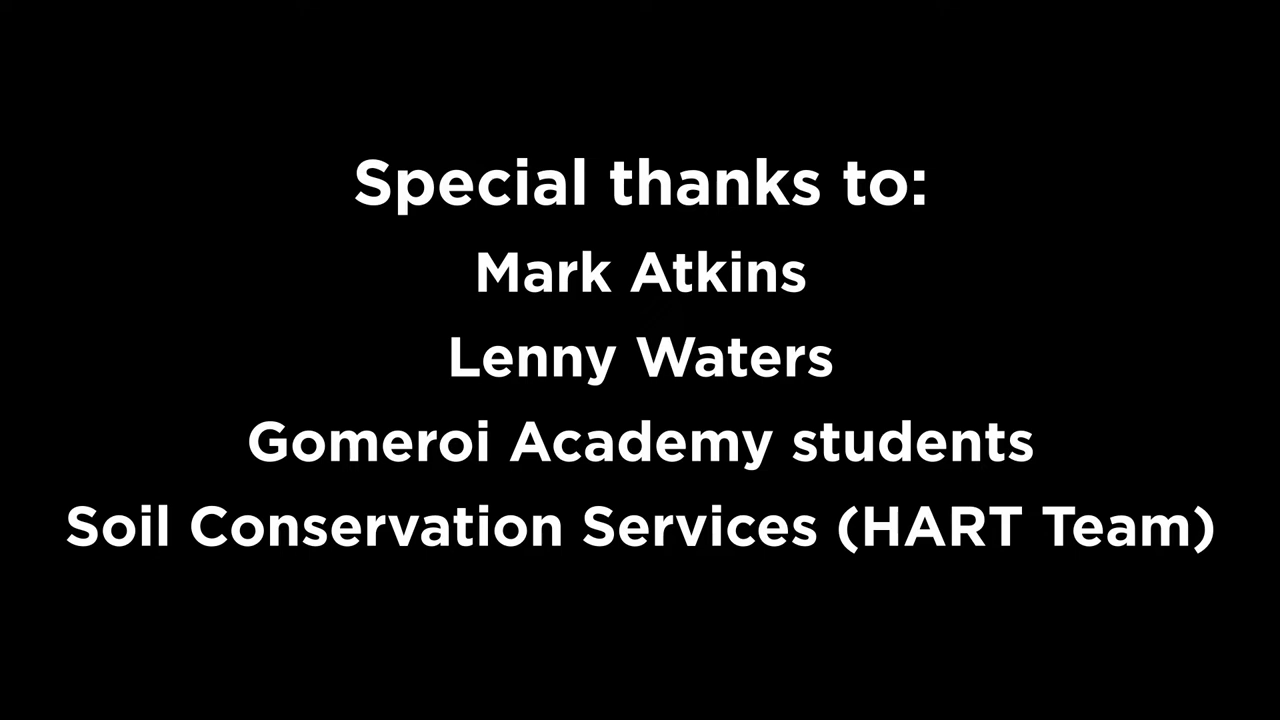 Special thanks to:
Mark Atkins
Lenny Waters
Gomeroi Academy students
Soil Conservation Services (HART Team)